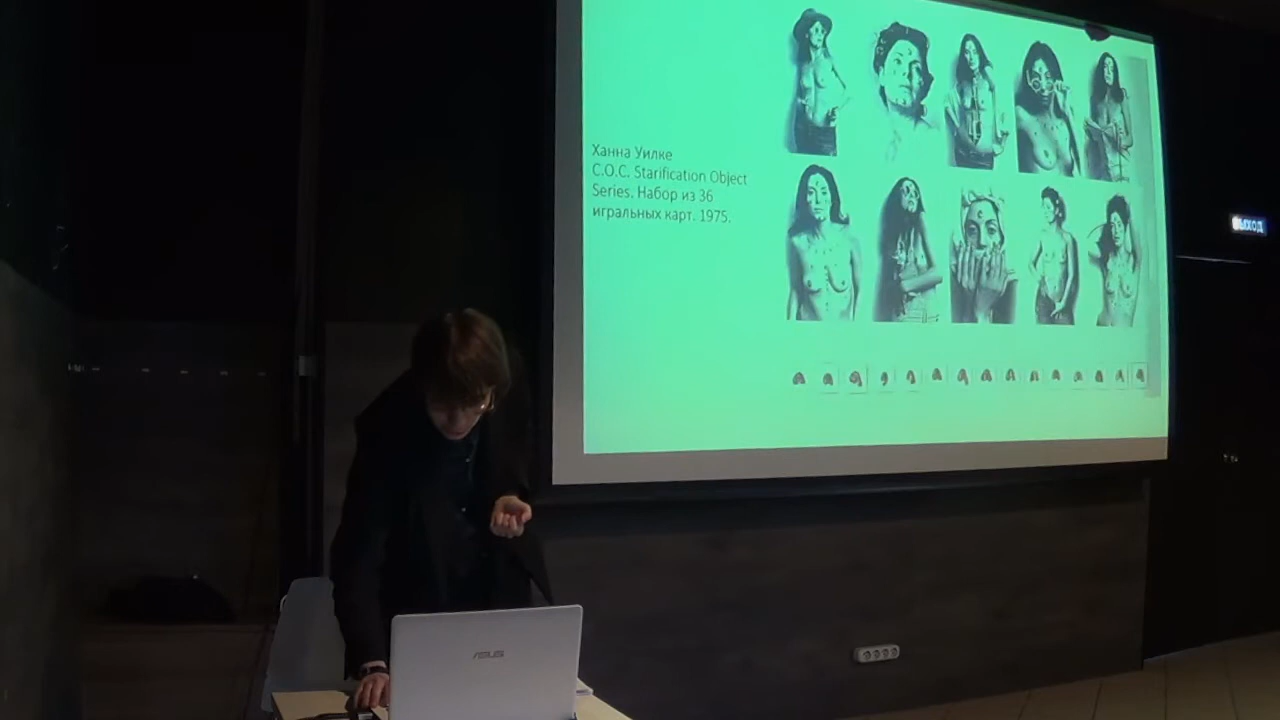 Ханна Уилке
С.О.С. Starification Object
Series. Набор из 36
игральных карт. 1975.
ВЫХОД
ASUS